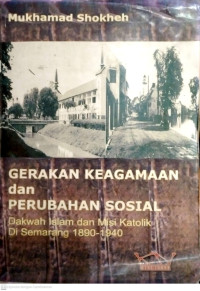 Mukhamad Shokheh
GERAKAN KEAGAMAAN
dan
PERUBAHAN SOSIAL
Dakwah Islam dan Misi Katolik
Di Semarang 1890-1940